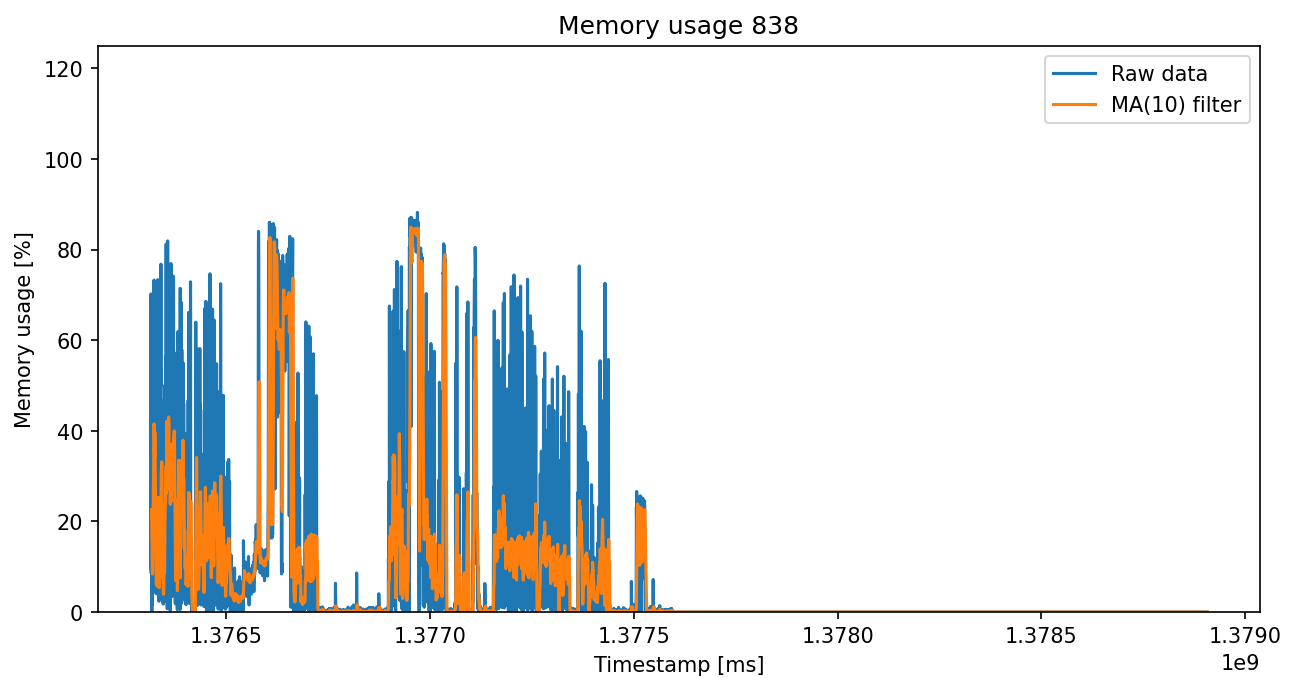 Memory usage 838
Raw data
MA(10) filter
Memory usage [%]
120
100
80
60
40
20
0
1.3765 1.3770 1.3775 1.3780 1.3785 1.3790
1e9
Timestamp [ms]